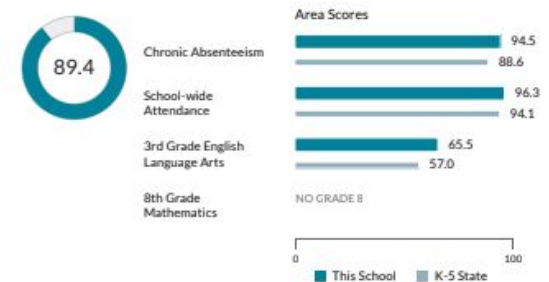 Area Scores
89.4
Chronic Absenteeism
94.5
88.6
School-wide
Attendance
96.3
94.1
3rd Grade English
Language Arts
65.5
57.0
8th Grade
Mathematics
NO GRADE 8
0
100
This School
K-5 State